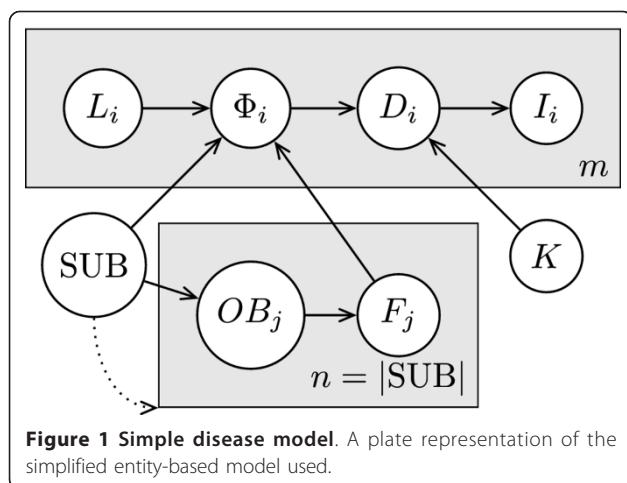 L_i Φ_i D_i I_i
m
SUB K
OB_j F_j
n = |SUB|
Figure 1 Simple disease model. A plate representation of the
simplified entity-based model used.